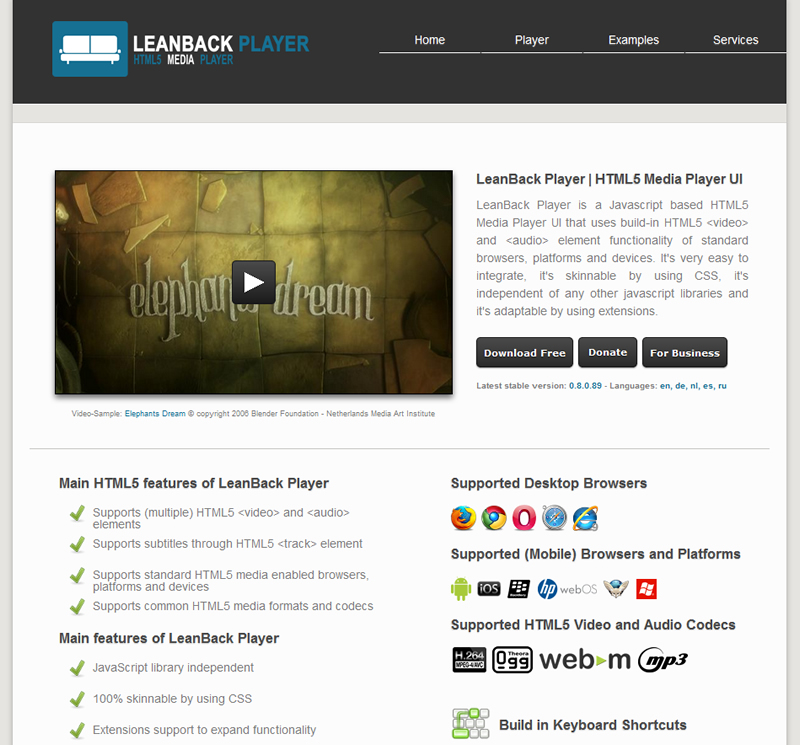 LEANBACK PLAYER
HTML5 MEDIA PLAYER
Home
Player
Examples
Services
elephants dream
Video-Sample: Elephants Dream © copyright 2006 Blender Foundation - Netherlands Media Art Institute
LeanBack Player | HTML5 Media Player UI
LeanBack Player is a Javascript based HTML5
Media Player UI that uses build-in HTML5 <video>
and <audio> element functionality of standard
browsers, platforms and devices. It's very easy to
integrate, it's skinnable by using CSS, it's
independent of any other javascript libraries and
it's adaptable by using extensions.
Download Free
Donate
For Business
Latest stable version: 0.8.0.89 - Languages: en, de, nl, es, ru
Main HTML5 features of LeanBack Player
Supports (multiple) HTML5 <video> and <audio>
elements
Supports subtitles through HTML5 <track> element
Supports standard HTML5 media enabled browsers,
platforms and devices
Supports common HTML5 media formats and codecs
Main features of LeanBack Player
JavaScript library independent
100% skinnable by using CSS
Extensions support to expand functionality
Supported Desktop Browsers
Supported (Mobile) Browsers and Platforms
iOS
BlackBerry
hp webOS
Supported HTML5 Video and Audio Codecs
H.264
MPEG-4/AVC
Theora
Ogg
webm
mp3
Build in Keyboard Shortcuts